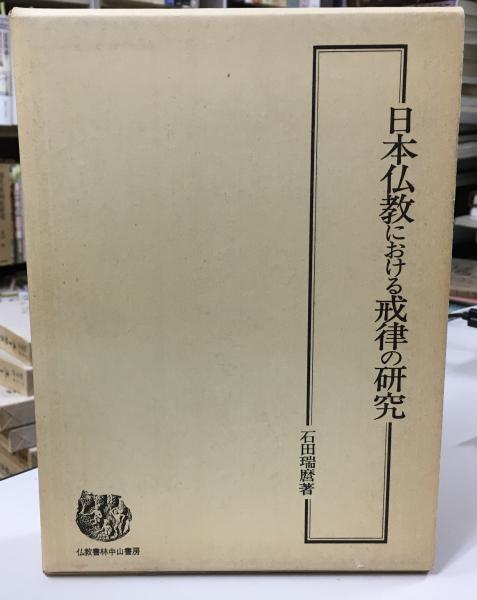 日本仏教における戒律の研究
石田瑞麿著
仏教書林中山書房